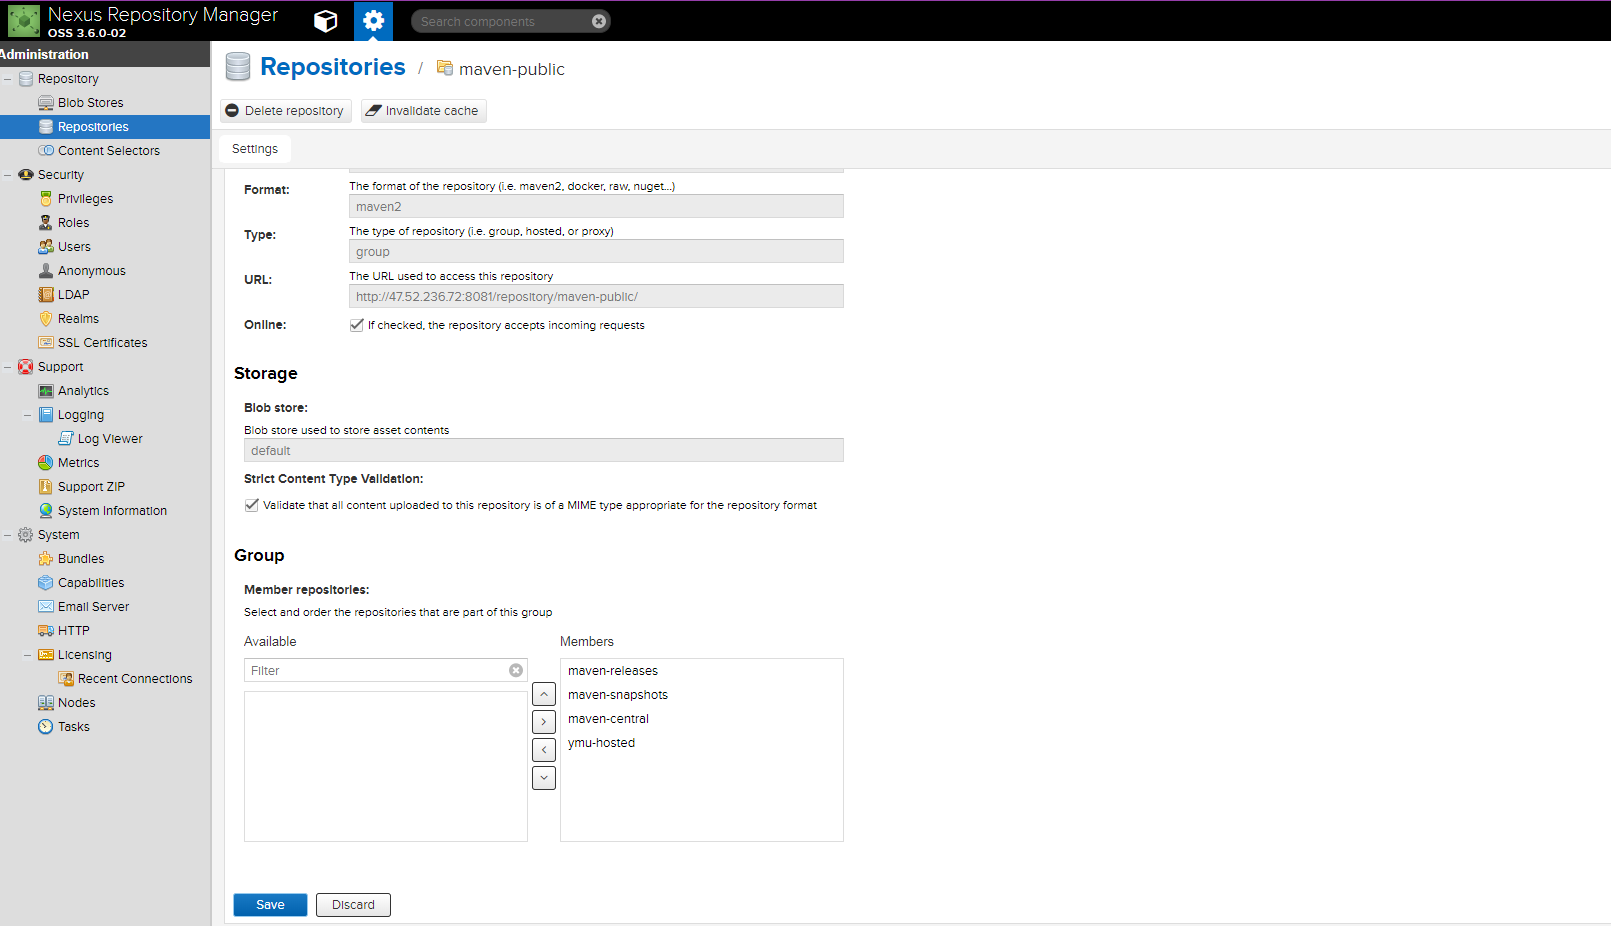 Nexus Repository Manager
OSS 3.6.0-02
Search components
Administration
Repository
Blob Stores
Repositories
Content Selectors
Security
Privileges
Roles
Users
Anonymous
LDAP
Realms
SSL Certificates
Support
Analytics
Logging
Log Viewer
Metrics
Support ZIP
System Information
System
Bundles
Capabilities
Email Server
HTTP
Licensing
Recent Connections
Nodes
Tasks
Repositories / maven-public
Delete repository
Invalidate cache
Settings
Format:
The format of the repository (i.e. maven2, docker, raw, nuget...)
maven2
Type:
The type of repository (i.e. group, hosted, or proxy)
group
URL:
The URL used to access this repository
http://47.52.236.72:8081/repository/maven-public/
Online:
If checked, the repository accepts incoming requests
Storage
Blob store:
Blob store used to store asset contents
default
Strict Content Type Validation:
Validate that all content uploaded to this repository is of a MIME type appropriate for the repository format
Group
Member repositories:
Select and order the repositories that are part of this group
Available
Filter
Members
maven-releases
maven-snapshots
maven-central
ymu-hosted
Save
Discard